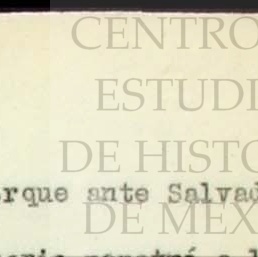 CENTRO
ESTUDI
DE HISTO
rque ante Salvad
DE MEX